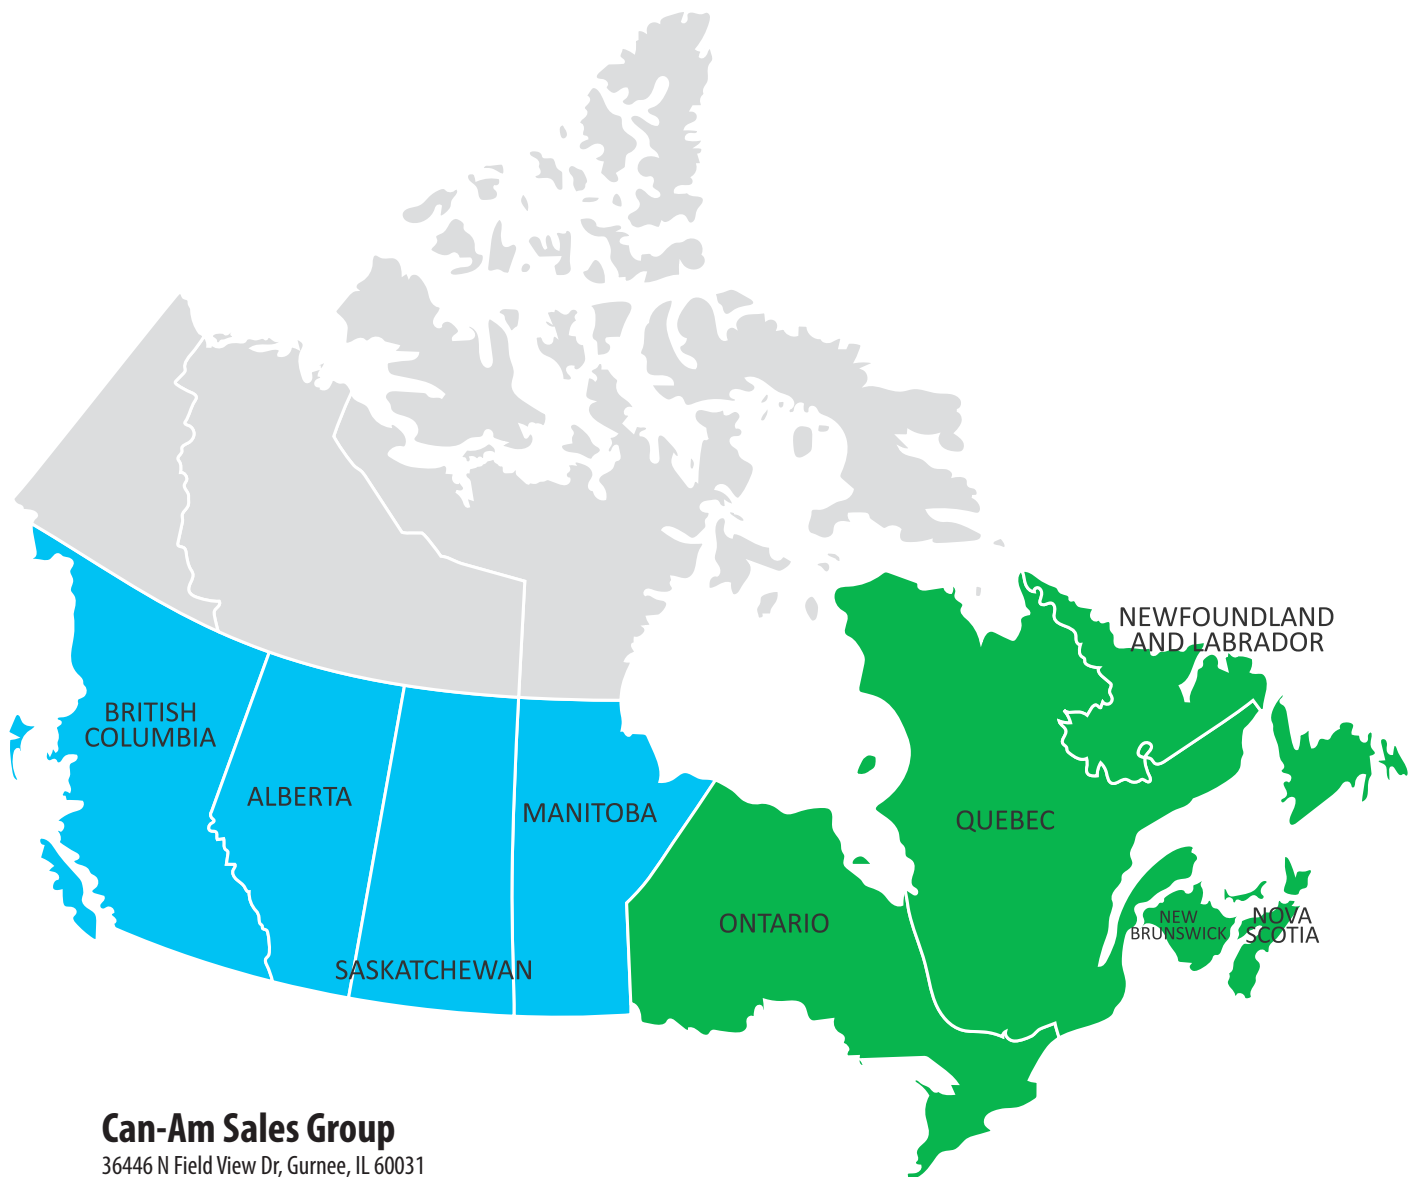 NEWFOUNDLAND
AND LABRADOR
BRITISH
COLUMBIA
ALBERTA
MANITOBA
QUEBEC
SASKATCHEWAN
ONTARIO
NEW
BRUNSWICK
NOVA
SCOTIA
Can-Am Sales Group
36446 N Field View Dr, Gurnee, IL 60031